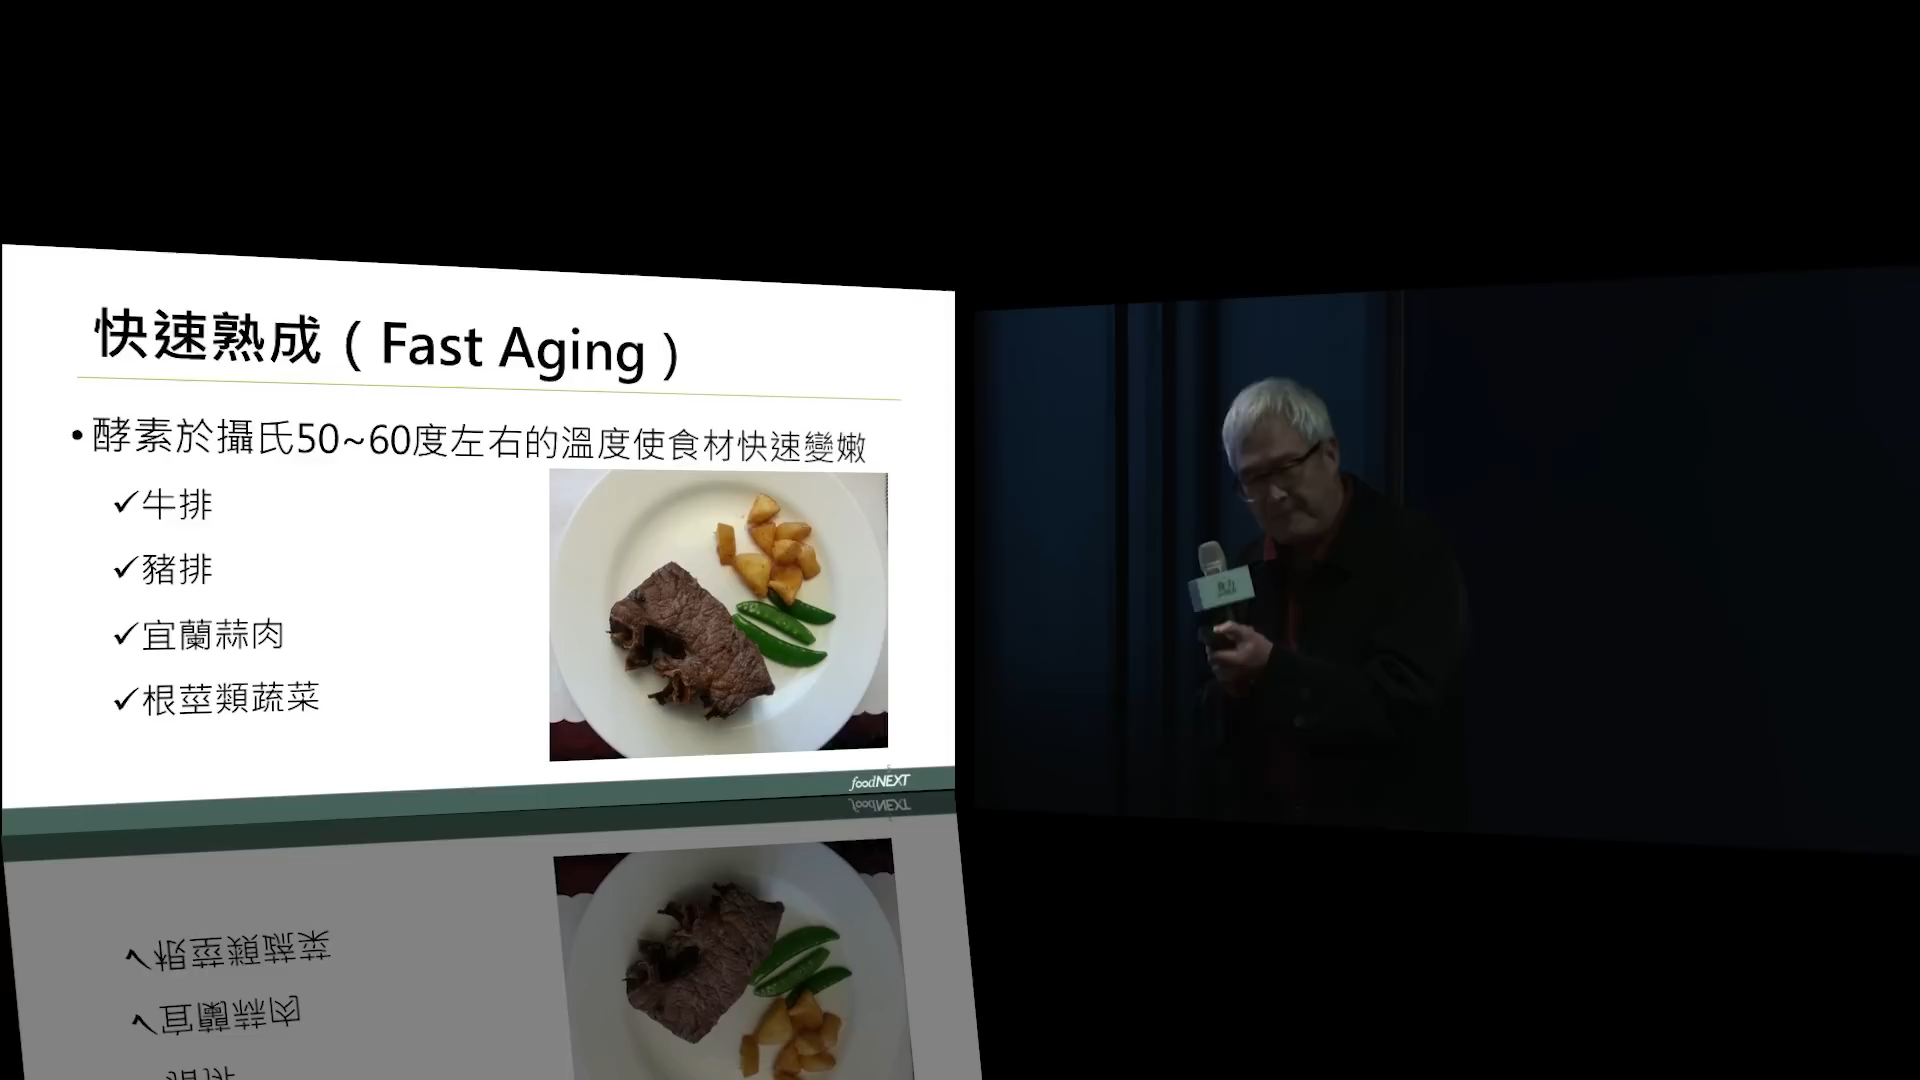 快速熟成（Fast Aging）
•酵素於攝氏50~60度左右的溫度使食材快速變嫩
✓牛排
✓豬排
✓宜蘭蒜肉
✓根莖類蔬菜
foodNEXT
食力